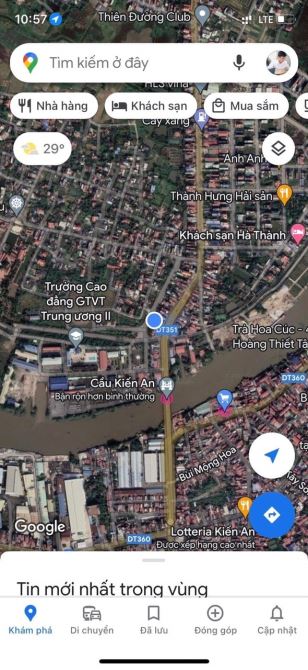 10:57
LTE
Thiên Đường Club
Tìm kiếm ở đây
HLS Vina
Nhà hàng
Khách sạn
Mua sắm
Cây xăng
29°
Anh Anh
Thành Hưng Hải sản
Khách sạn Hà Thành
Trường Cao
đẳng GTVT
Trung ương II
DT351
Trà Hoa Cúc - 
Hoàng Thiết Tâ
DT360
Cầu Kiến An
Bận rộn hơn bình thường
Bùi Mộng Hoa
Google
Lotteria Kiến An
Được xếp hạng cao nhất
DT360
Tin mới nhất trong vùng
Khám phá
Di chuyển
Đã lưu
Đóng góp
Cập nhật